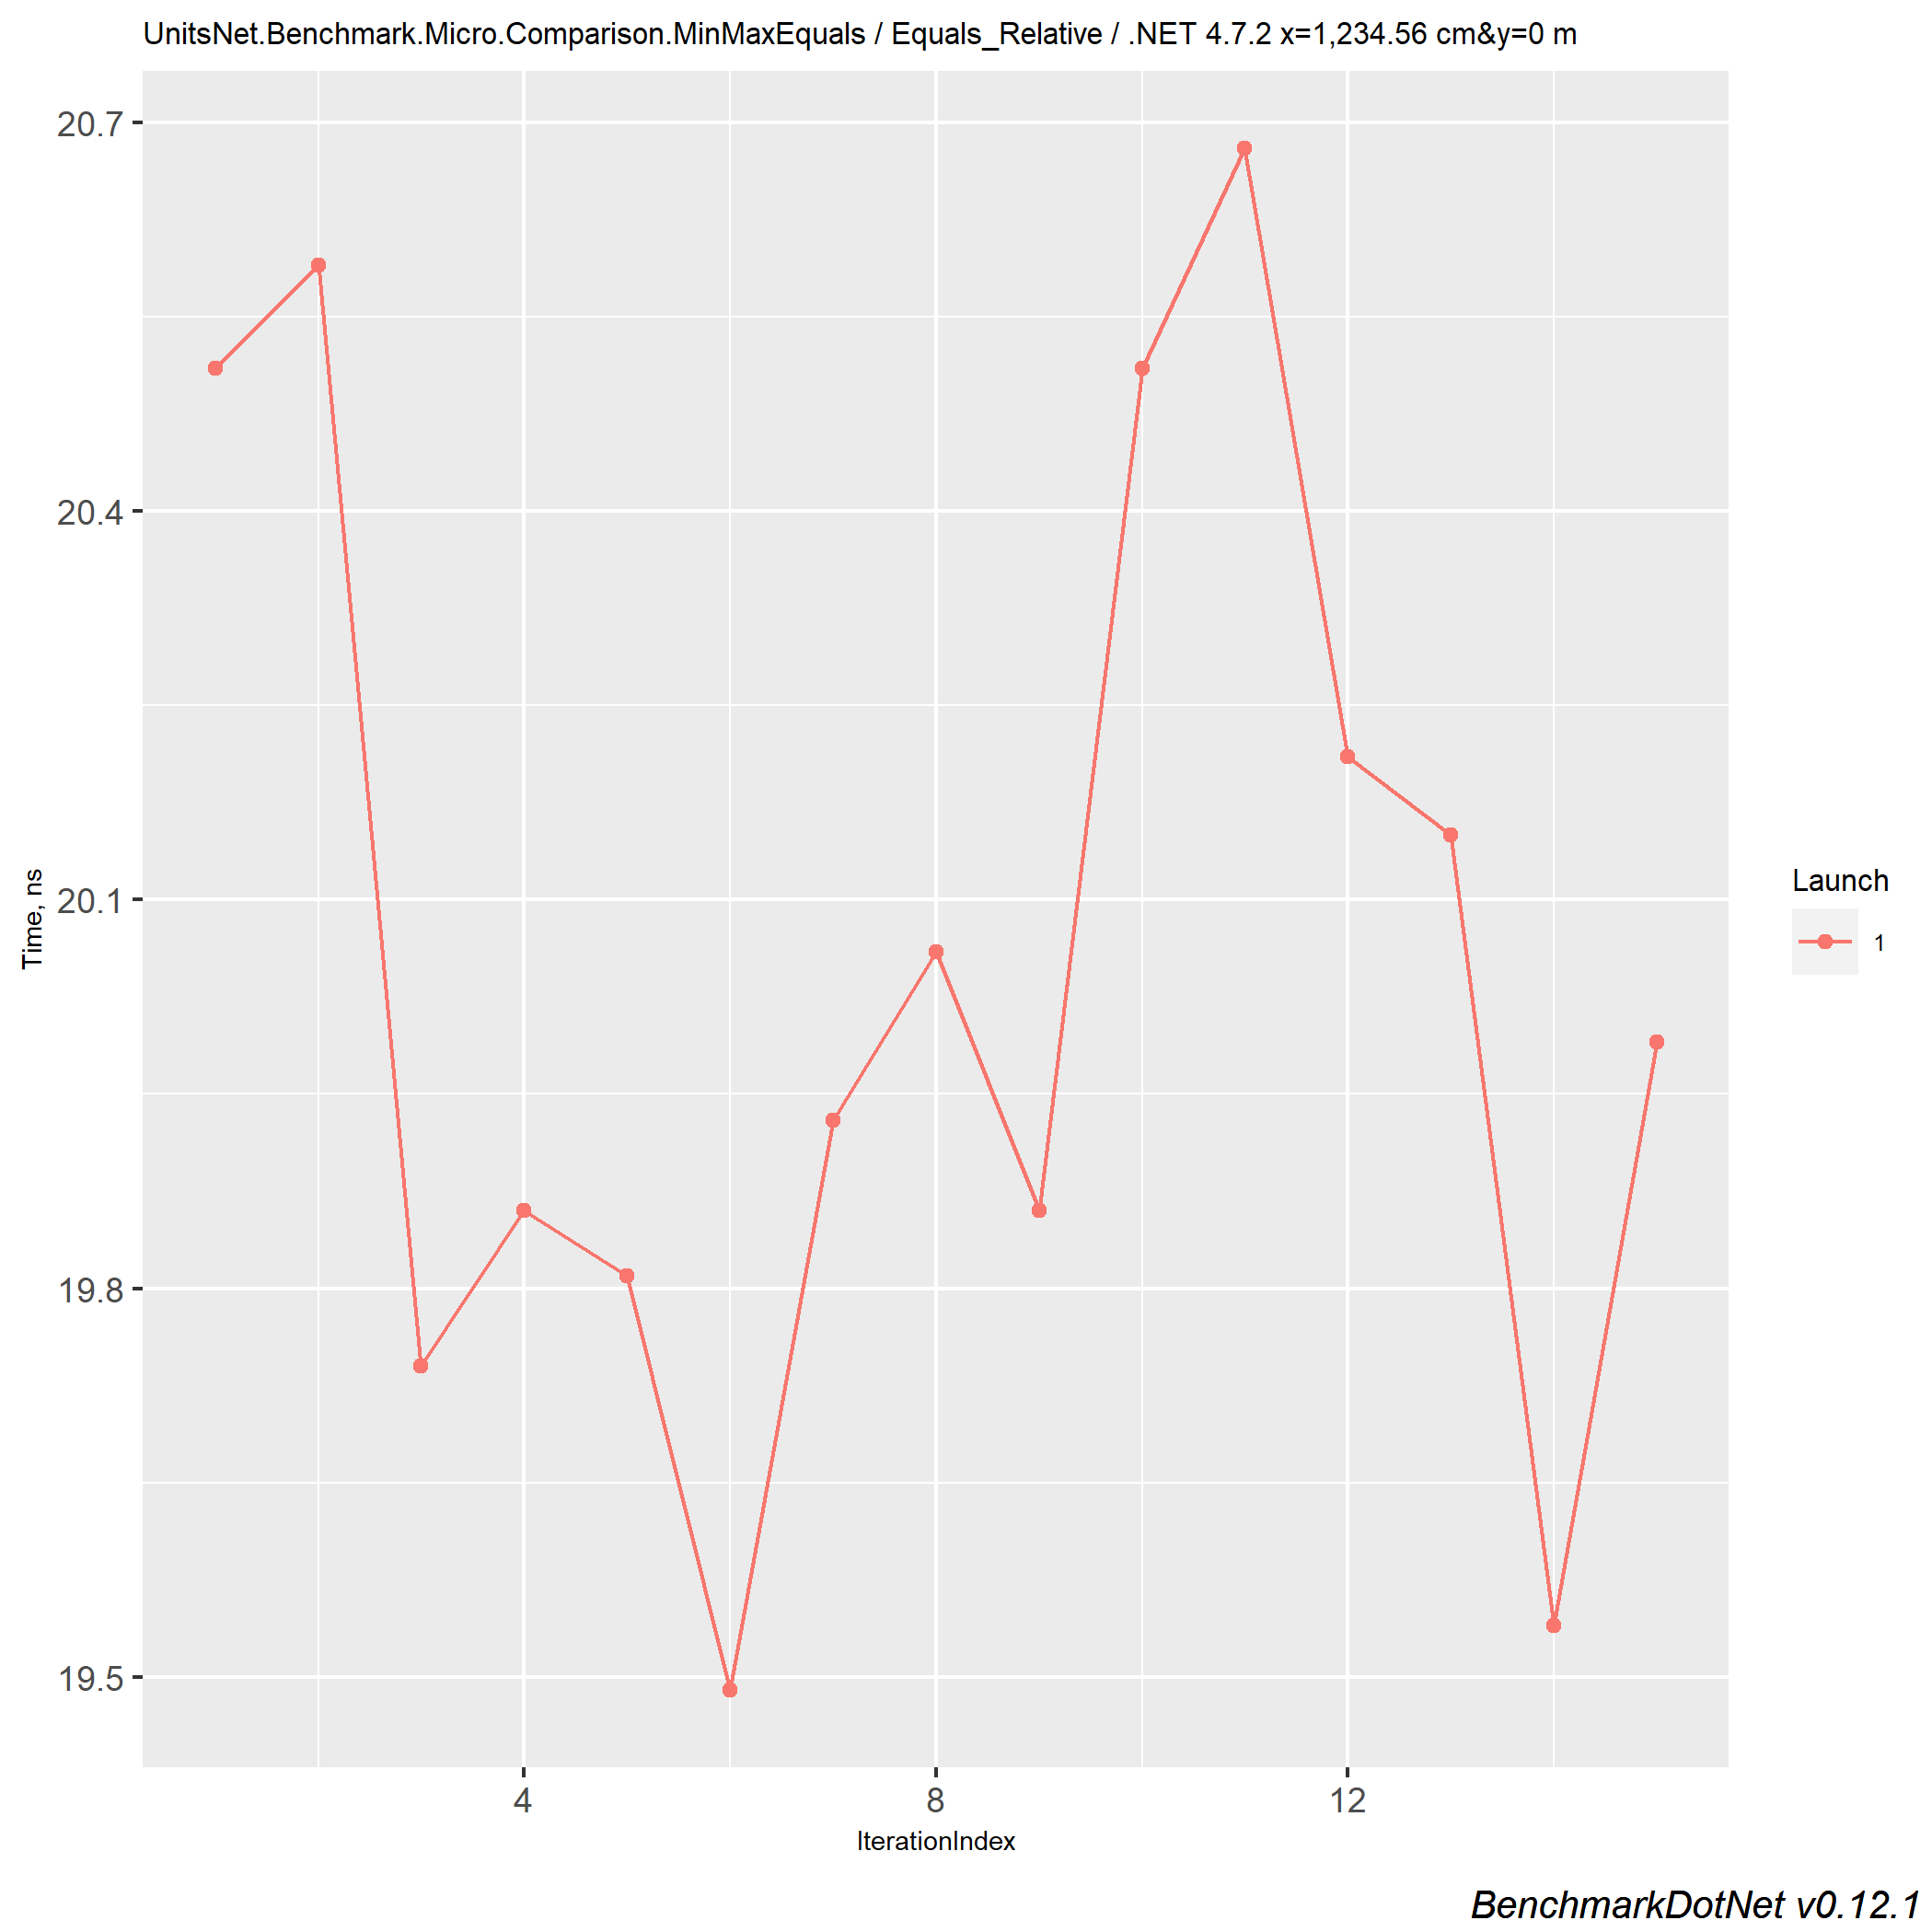 UnitsNet.Benchmark.Micro.Comparison.MinMaxEquals / Equals_Relative / .NET 4.7.2 x=1,234.56 cm&y=0 m
20.7
20.4
20.1
19.8
19.5
Time, ns
4 8 12
IterationIndex
Launch
1
BenchmarkDotNet v0.12.1